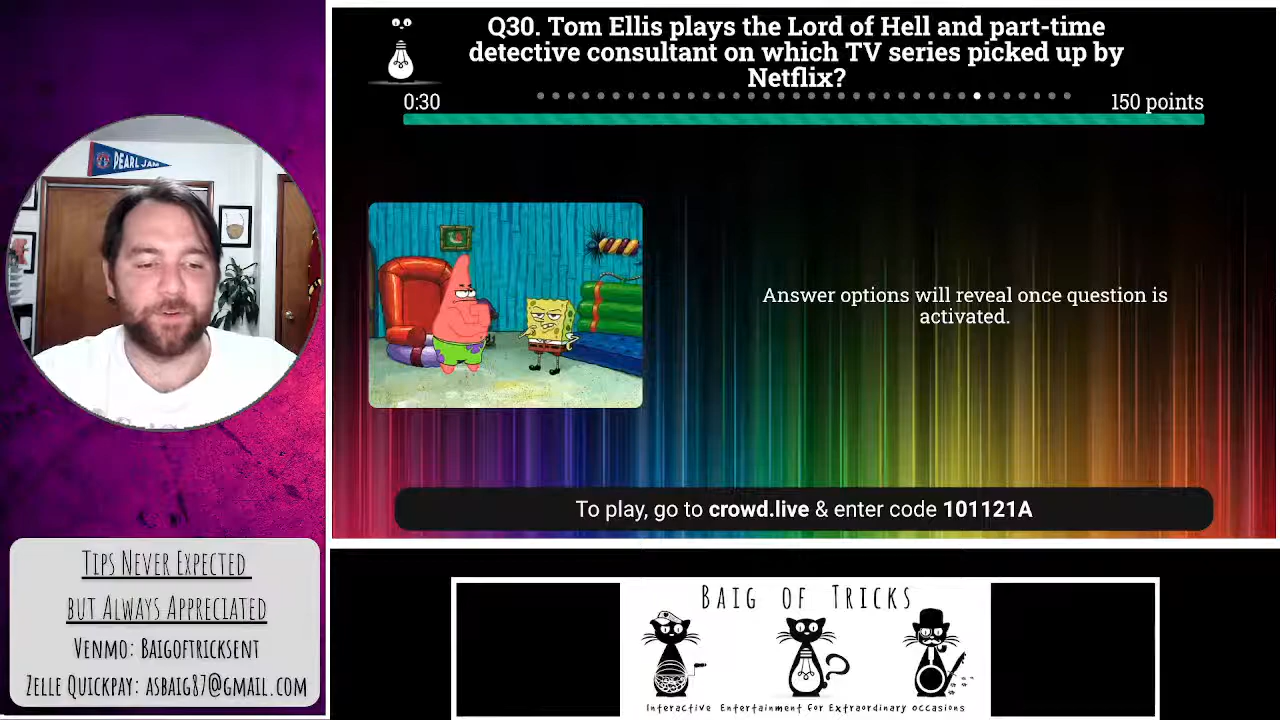 Q30. Tom Ellis plays the Lord of Hell and part-time
detective consultant on which TV series picked up by
Netflix?
0:30
150 points
PEARL JAM
Answer options will reveal once question is
activated.
To play, go to crowd.live & enter code 101121A
TIPS NEVER EXPECTED
BUT ALWAYS APPRECIATED
VENMO: BAIGOFTRICKSENT
ZELLE QUICKPAY: ASBAIG87@GMAIL.COM
BAIG OF TRICKS
Interactive Entertainment for Extraordinary Occasions